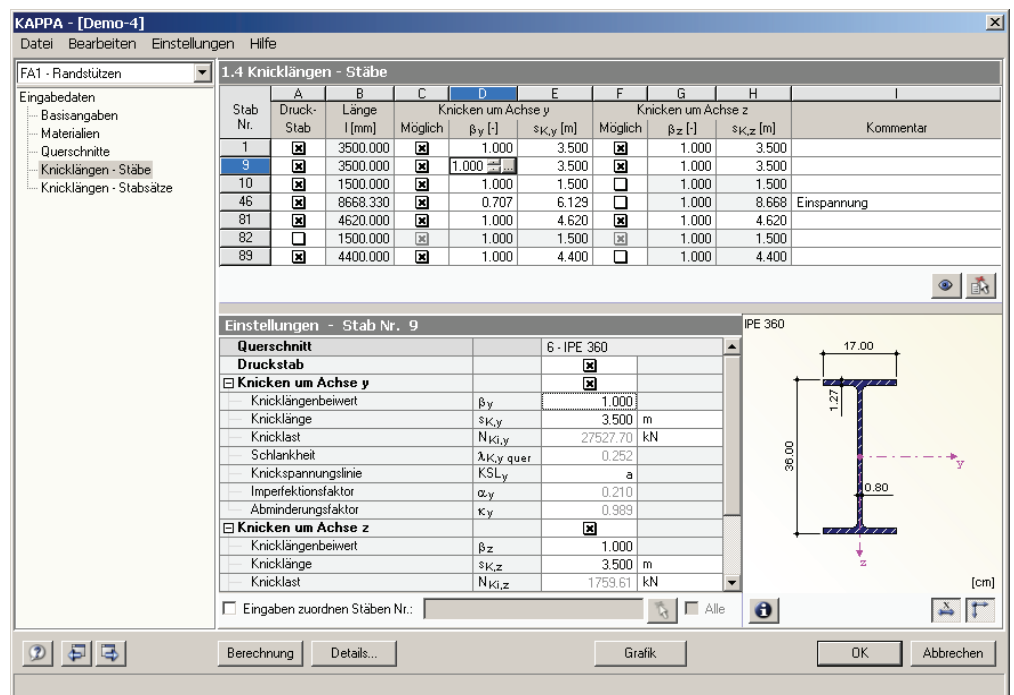 KAPPA - [Demo-4]
Datei Bearbeiten Einstellungen Hilfe
FA1 - Randstützen
Eingabedaten
Basisangaben
Materialien
Querschnitte
Knicklängen - Stäbe
Knicklängen - Stabsätze
1.4 Knicklängen - Stäbe
A B C D E F G H I
Stab Druck- Länge Knicken um Achse y Knicken um Achse z
Nr. Stab l [mm] Möglich βy [-] sK,y [m] Möglich βz [-] sK,z [m] Kommentar
1 3500.000 1.000 3.500 1.000 3.500
9 3500.000 1.000 ... 3.500 1.000 3.500
10 1500.000 1.000 1.500 1.000 1.500
46 8668.330 0.707 6.129 1.000 8.668 Einspannung
81 4620.000 1.000 4.620 1.000 4.620
82 1500.000 1.000 1.500 1.000 1.500
89 4400.000 1.000 4.400 1.000 4.400
Einstellungen - Stab Nr. 9
Querschnitt 6 - IPE 360
Druckstab
Knicken um Achse y
Knicklängenbeiwert βy 1.000
Knicklänge sK,y 3.500 m
Knicklast NKi,y 27527.70 kN
Schlankheit λK,y quer 0.252
Knickspannungslinie KSLy a
Imperfektionsfaktor αy 0.210
Abminderungsfaktor κy 0.989
Knicken um Achse z
Knicklängenbeiwert βz 1.000
Knicklänge sK,z 3.500 m
Knicklast NKi,z 1759.61 kN
Eingaben zuordnen Stäben Nr.: Alle
IPE 360
17.00
1.27
36.00
y
0.80
z
[cm]
x
Berechnung Details... Grafik OK Abbrechen